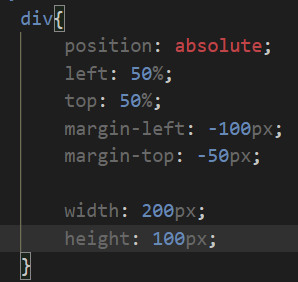 div{
position: absolute;
left: 50%;
top: 50%;
margin-left: -100px;
margin-top: -50px;
width: 200px;
height: 100px;
}